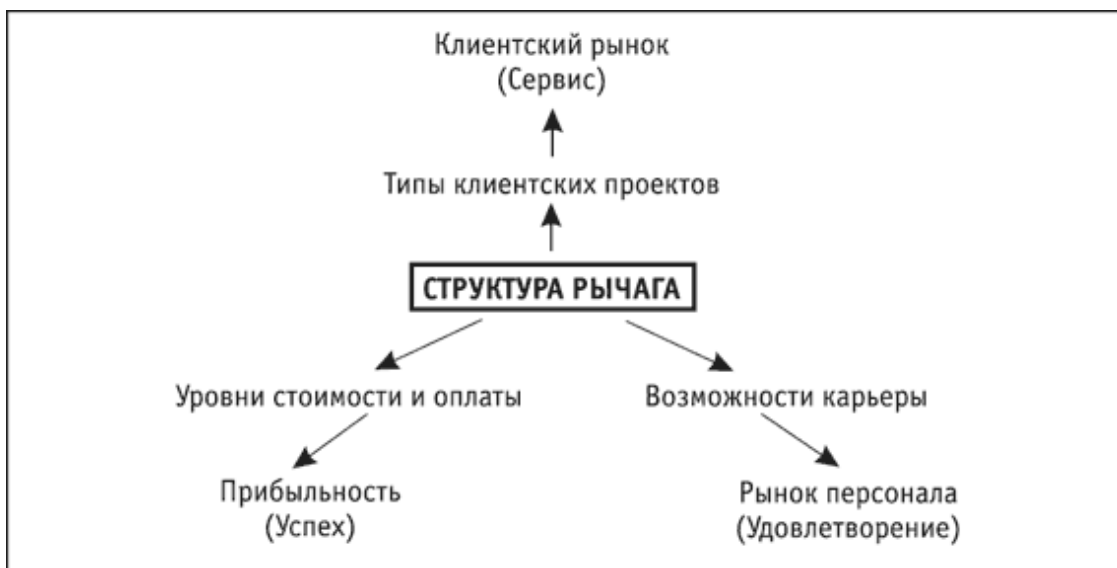 Клиентский рынок
(Сервис)
Типы клиентских проектов
СТРУКТУРА РЫЧАГА
Уровни стоимости и оплаты
Возможности карьеры
Прибыльность
(Успех)
Рынок персонала
(Удовлетворение)